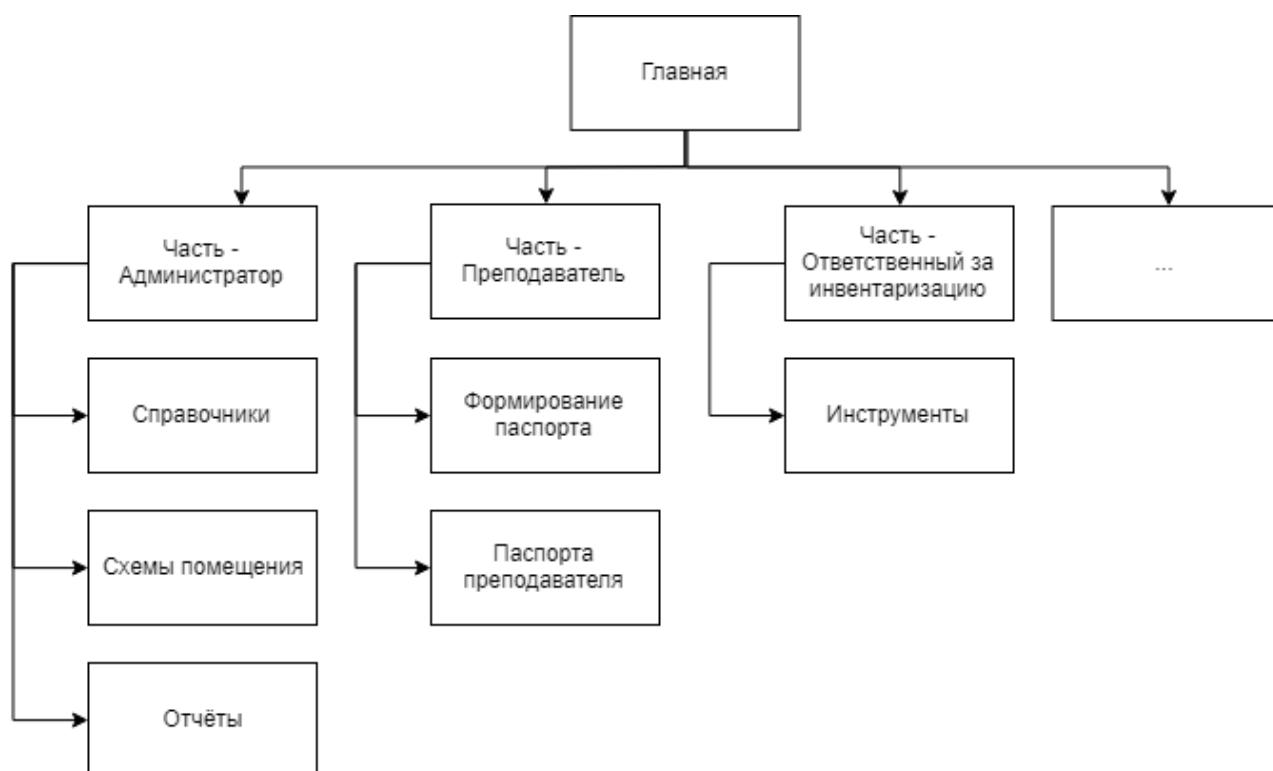 Главная
Часть -
Администратор
Часть -
Преподаватель
Часть -
Ответственный за
инвентаризацию
...
Справочники
Формирование
паспорта
Инструменты
Схемы помещения
Паспорта
преподавателя
Отчёты